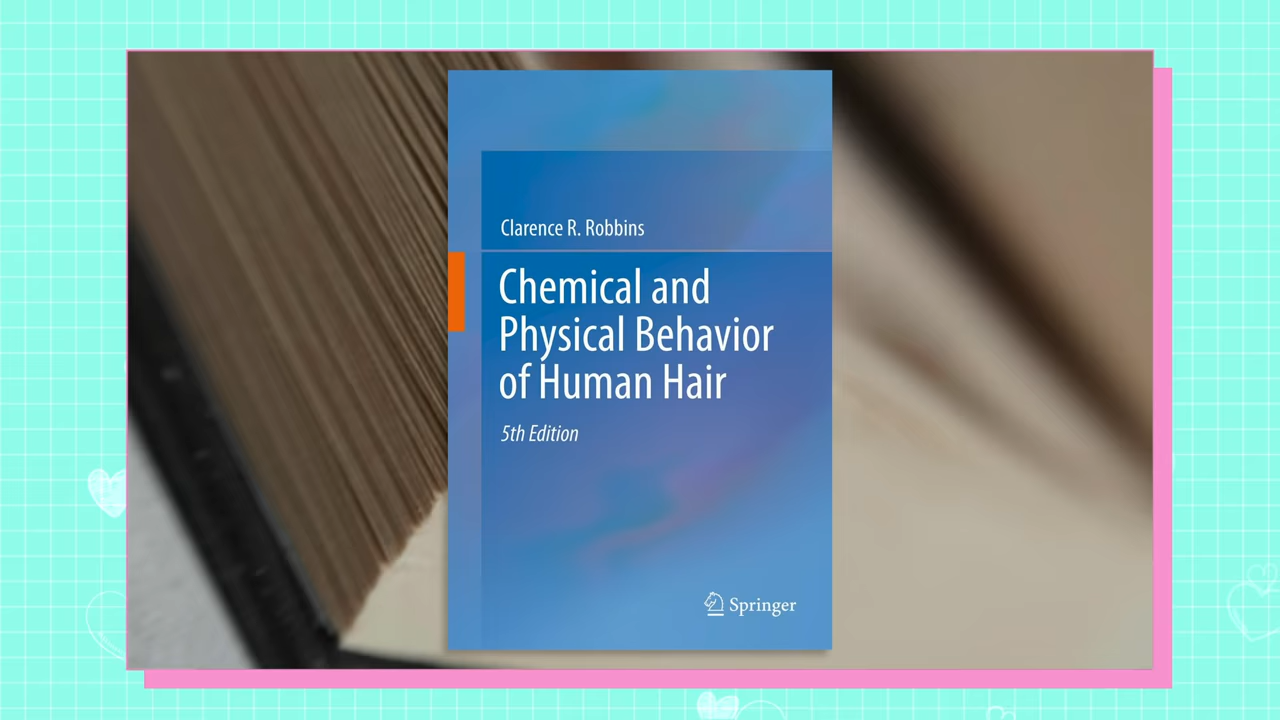 Clarence R. Robbins
Chemical and
Physical Behavior
of Human Hair
5th Edition
Springer